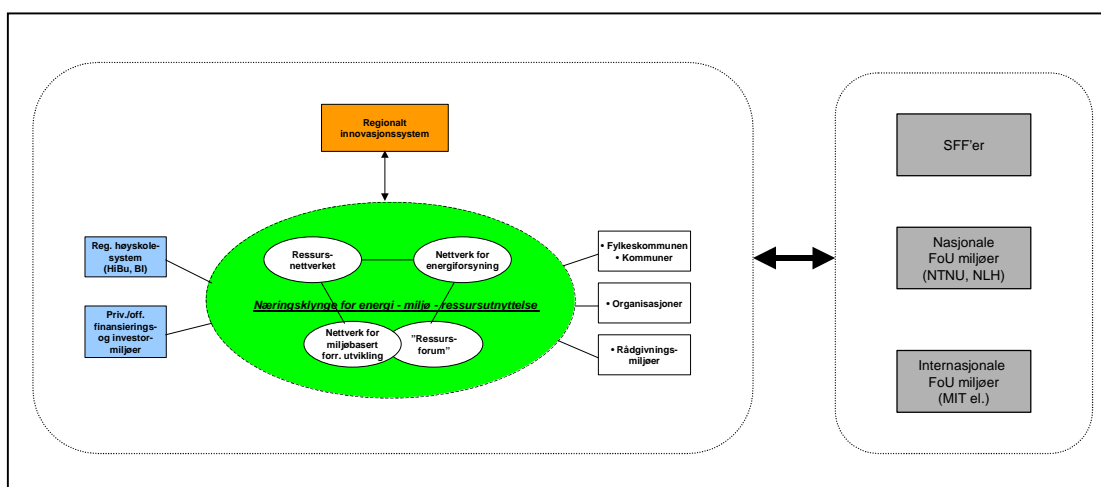 Regionalt
innovasjonssystem
Reg. høyskole-
system
(HiBu, BI)
Priv./off.
finansierings-
og investor-
miljøer
Ressurs-
nettverket
Nettverk for
energiforsyning
Næringsklynge for energi - miljø - ressursutnyttelse
Nettverk for
miljøbasert
forr. utvikling
"Ressurs-
forum"
• Fylkeskommunen
• Kommuner
• Organisasjoner
• Rådgivnings-
miljøer
SFF'er
Nasjonale
FoU miljøer
(NTNU, NLH)
Internasjonale
FoU miljøer
(MIT el.)